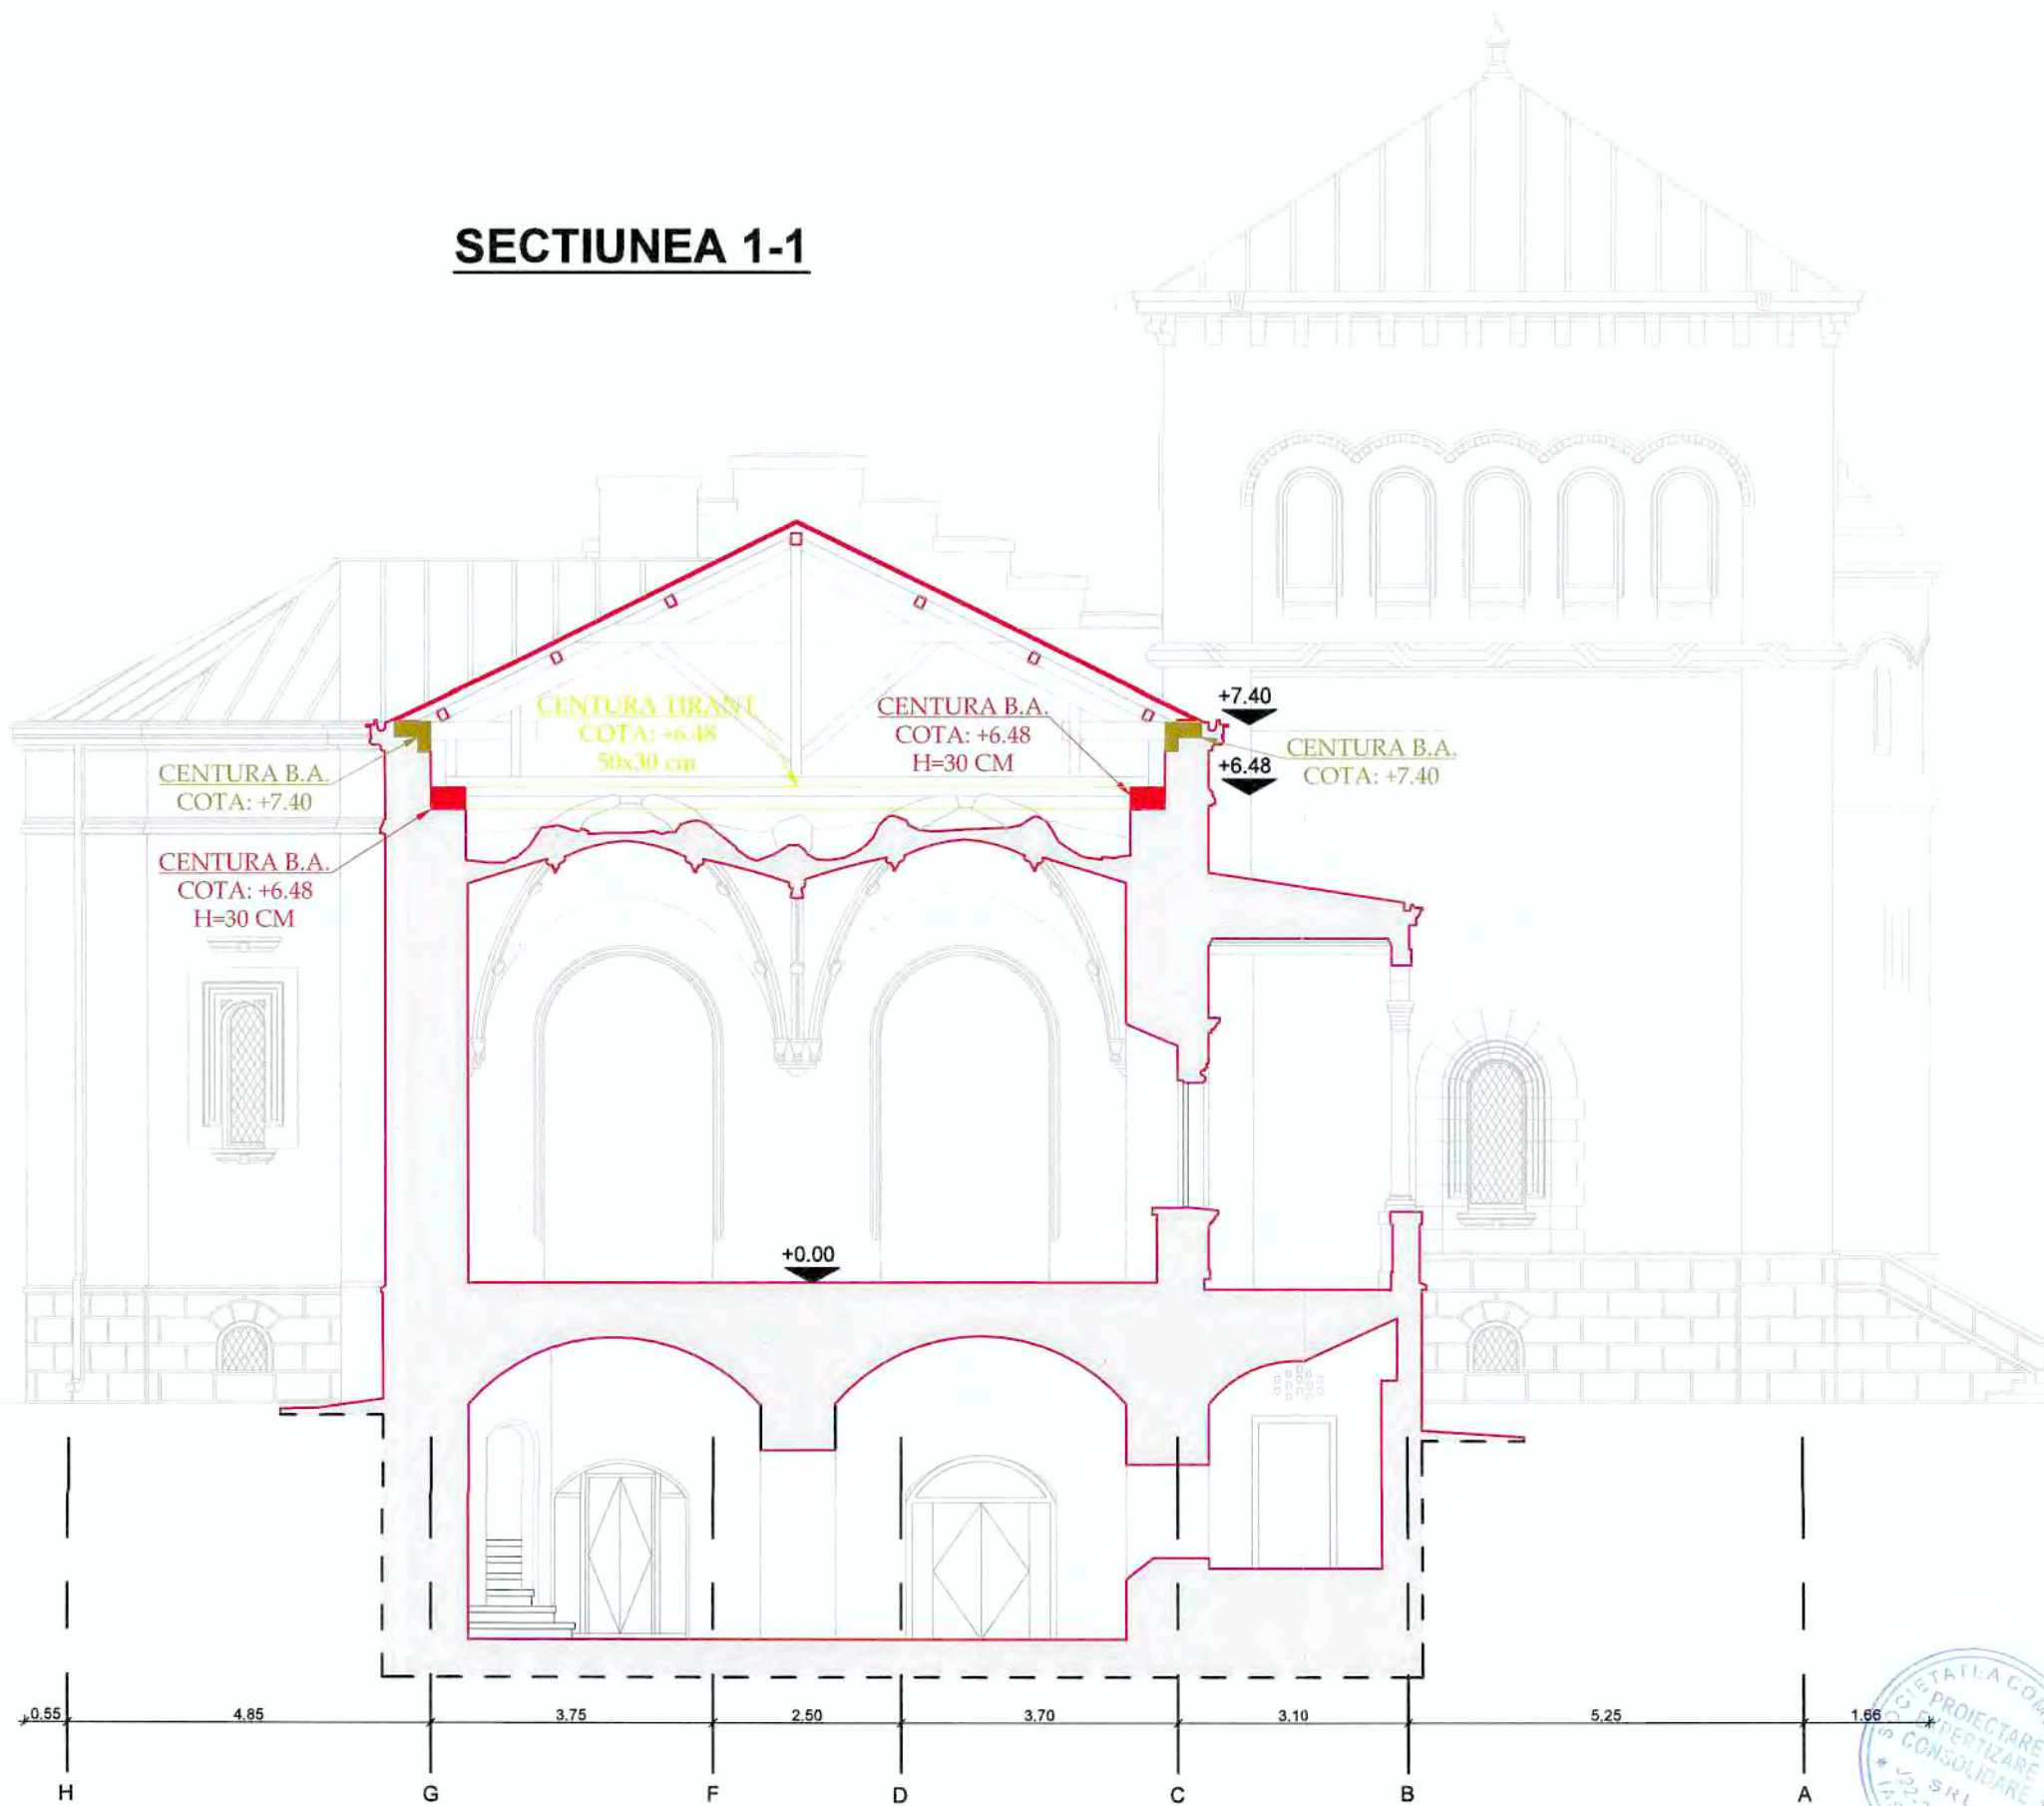 SECTIUNEA 1-1
CENTURA TIRANT
COTA: +6.48
50x30 cm
CENTURA B.A.
COTA: +6.48
H=30 CM
+7.40
+6.48
CENTURA B.A.
COTA: +7.40
CENTURA B.A.
COTA: +7.40
CENTURA B.A.
COTA: +6.48
H=30 CM
+0.00
0.55
4.85
3.75
2.50
3.70
3.10
5.25
1.66
H
G
F
D
C
B
A
PROIECTARE
EXPERTIZARE
CONSOLIDARE
SRL